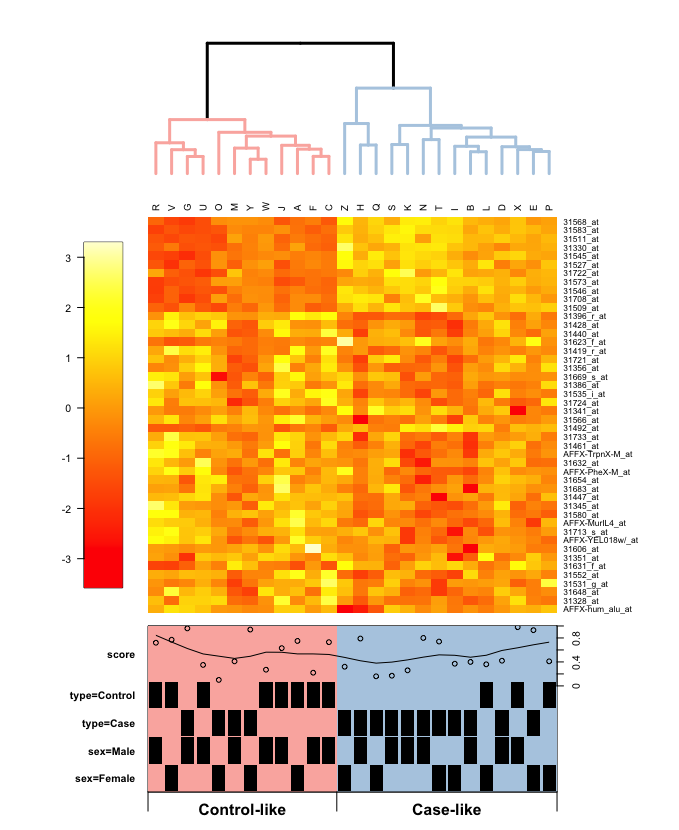 R V G U O M Y W J A F C Z H Q S K N T I B L D X E P
31568_at
31583_at
31511_at
31330_at
31545_at
31527_at
31722_at
31573_at
31546_at
31708_at
31509_at
31396_r_at
31428_at
31440_at
31623_f_at
31419_r_at
31721_at
31356_at
31669_s_at
31386_at
31535_i_at
31724_at
31341_at
31566_at
31492_at
31733_at
31461_at
AFFX-TrpnX-M_at
31632_at
AFFX-PheX-M_at
31654_at
31683_at
31447_at
31345_at
31580_at
AFFX-MurIL4_at
31713_s_at
AFFX-YEL018w/_at
31606_at
31351_at
31631_f_at
31552_at
31531_g_at
31648_at
31328_at
AFFX-hum_alu_at
3
2
1
0
-1
-2
-3
score
0.8
0.4
0
type=Control
type=Case
sex=Male
sex=Female
Control-like Case-like